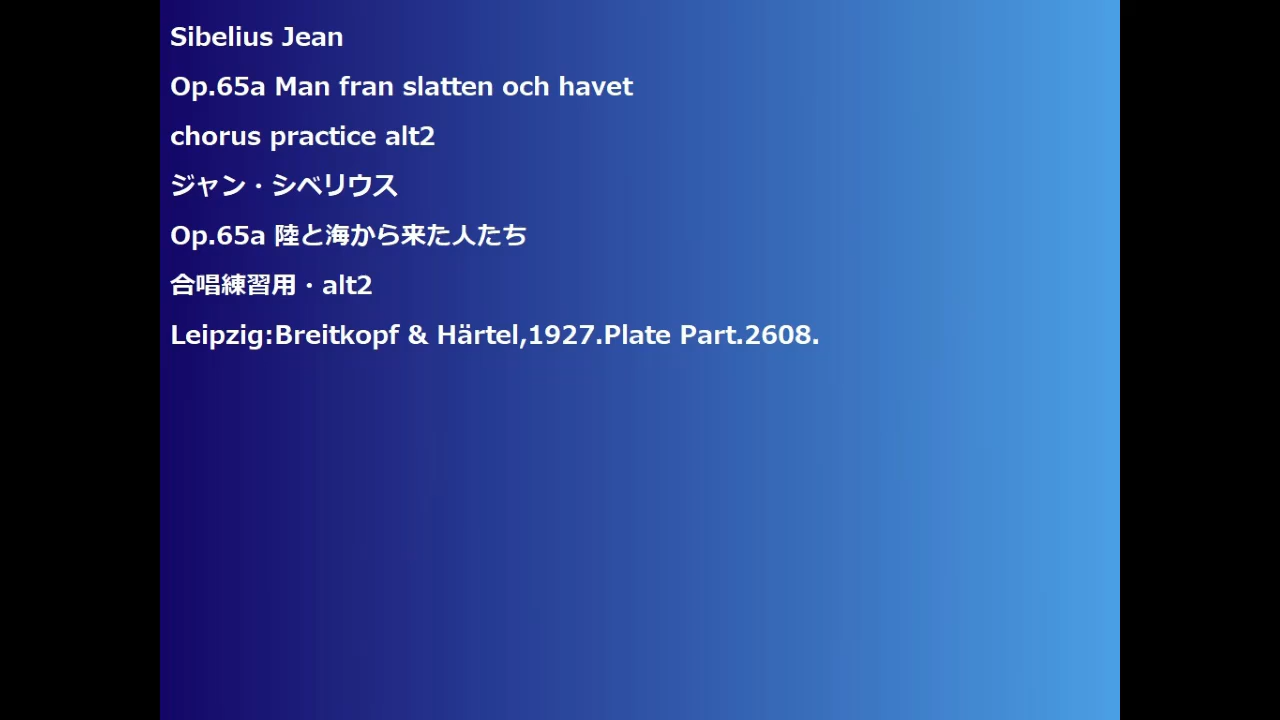 Sibelius Jean
Op.65a Man fran slatten och havet
chorus practice alt2
ジャン・シベリウス
Op.65a 陸と海から来た人たち
合唱練習用・alt2
Leipzig:Breitkopf & Härtel,1927.Plate Part.2608.